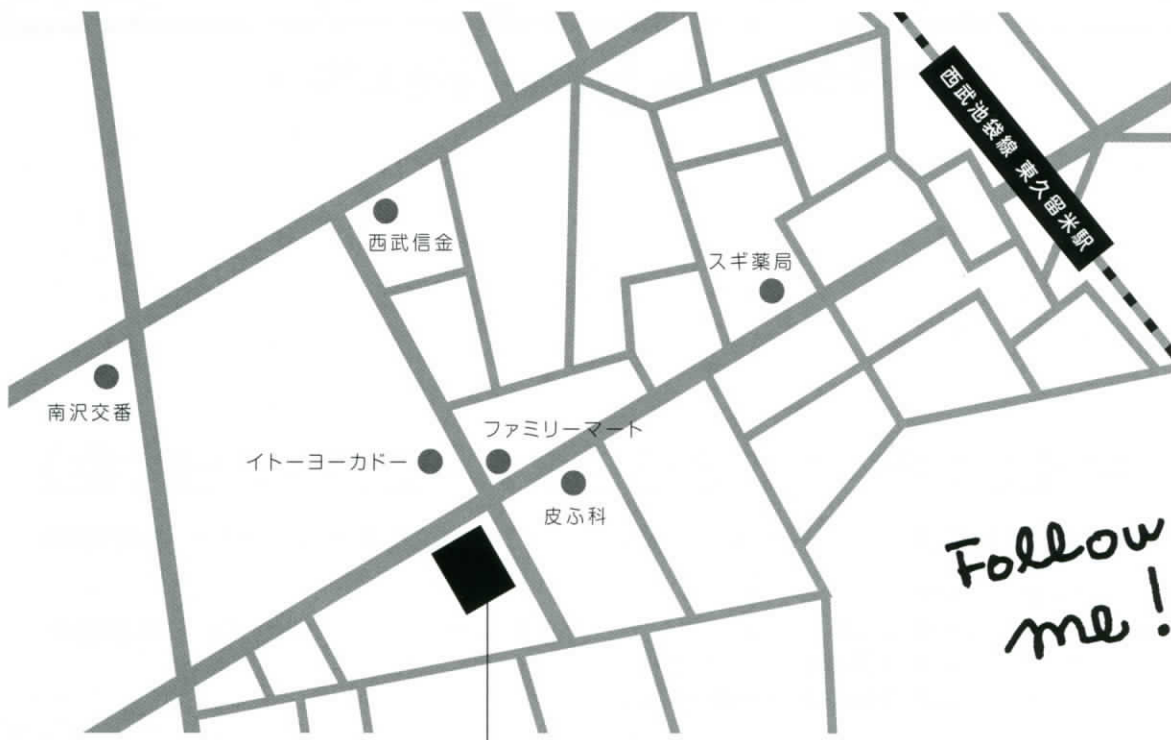 西武池袋線 東久留米駅
西武信金
スギ薬局
南沢交番
ファミリーマート
イトーヨーカドー
皮ふ科
Follow
me!